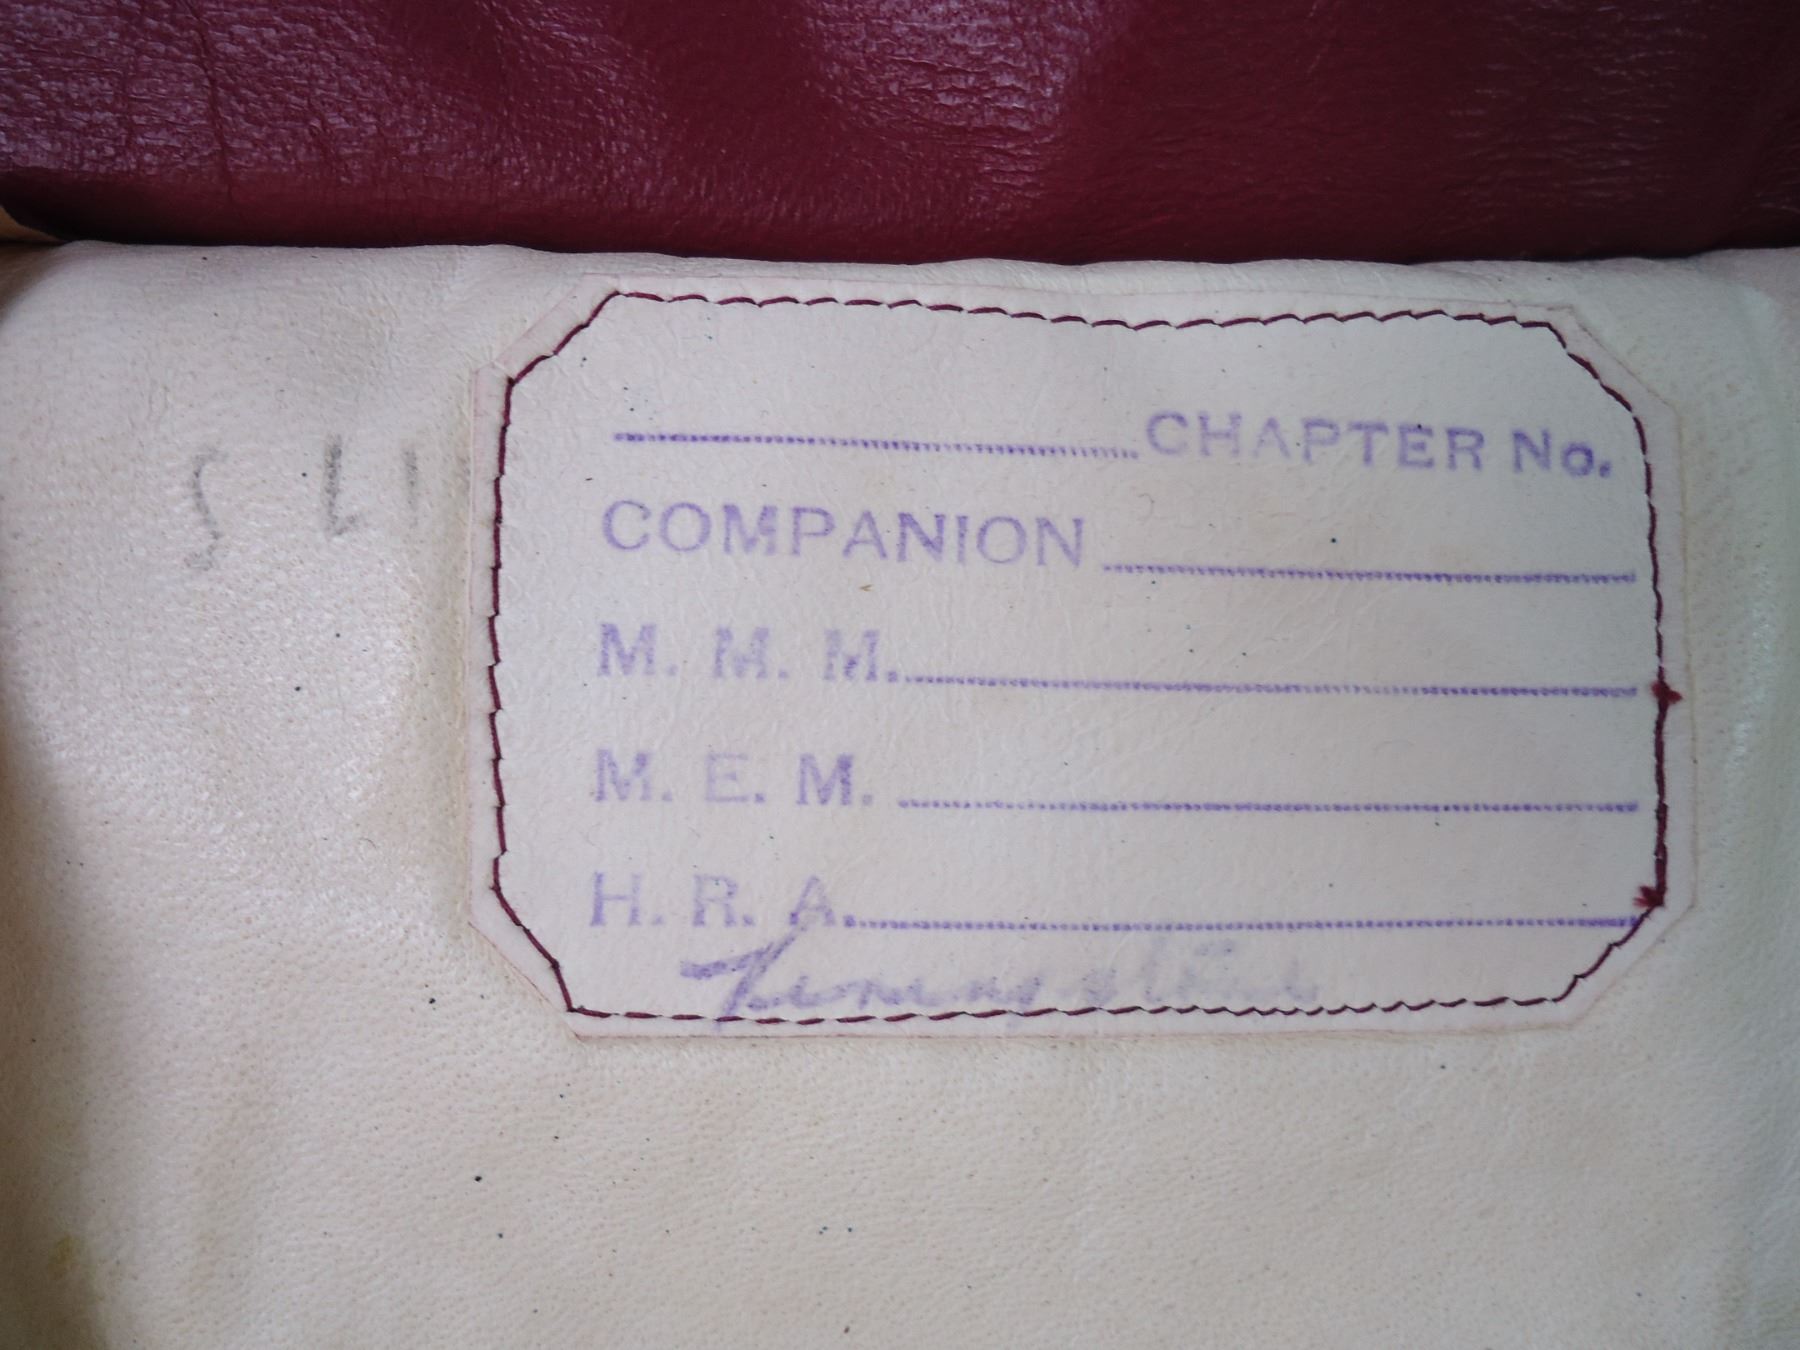 CHAPTER No.
COMPANION
M. M. M.
M. E. M.
H. R. A.